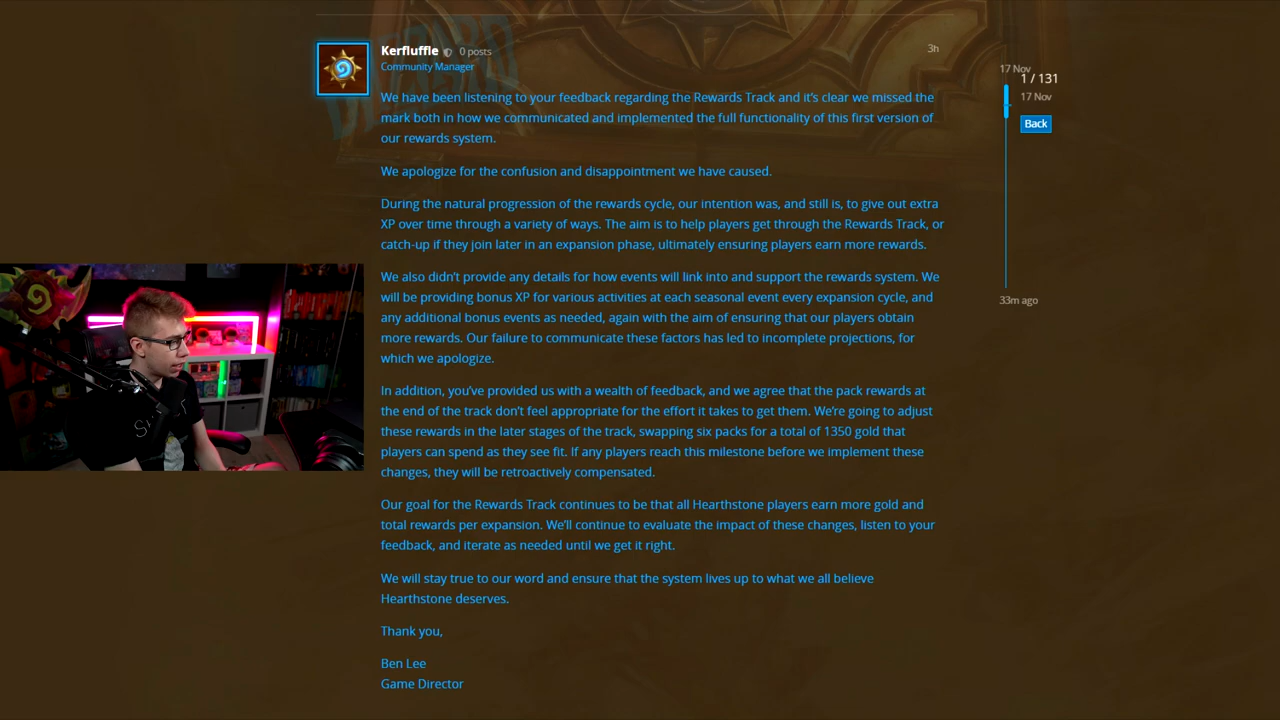 Kerfluffle 0 posts 3h
Community Manager
We have been listening to your feedback regarding the Rewards Track and it's clear we missed the
mark both in how we communicated and implemented the full functionality of this first version of
our rewards system.
We apologize for the confusion and disappointment we have caused.
During the natural progression of the rewards cycle, our intention was, and still is, to give out extra
XP over time through a variety of ways. The aim is to help players get through the Rewards Track, or
catch-up if they join later in an expansion phase, ultimately ensuring players earn more rewards.
We also didn't provide any details for how events will link into and support the rewards system. We
will be providing bonus XP for various activities at each seasonal event every expansion cycle, and
any additional bonus events as needed, again with the aim of ensuring that our players obtain
more rewards. Our failure to communicate these factors has led to incomplete projections, for
which we apologize.
In addition, you've provided us with a wealth of feedback, and we agree that the pack rewards at
the end of the track don't feel appropriate for the effort it takes to get them. We're going to adjust
these rewards in the later stages of the track, swapping six packs for a total of 1350 gold that
players can spend as they see fit. If any players reach this milestone before we implement these
changes, they will be retroactively compensated.
Our goal for the Rewards Track continues to be that all Hearthstone players earn more gold and
total rewards per expansion. We'll continue to evaluate the impact of these changes, listen to your
feedback, and iterate as needed until we get it right.
We will stay true to our word and ensure that the system lives up to what we all believe
Hearthstone deserves.
Thank you,
Ben Lee
Game Director
17 Nov
1 / 131
17 Nov
Back
33m ago